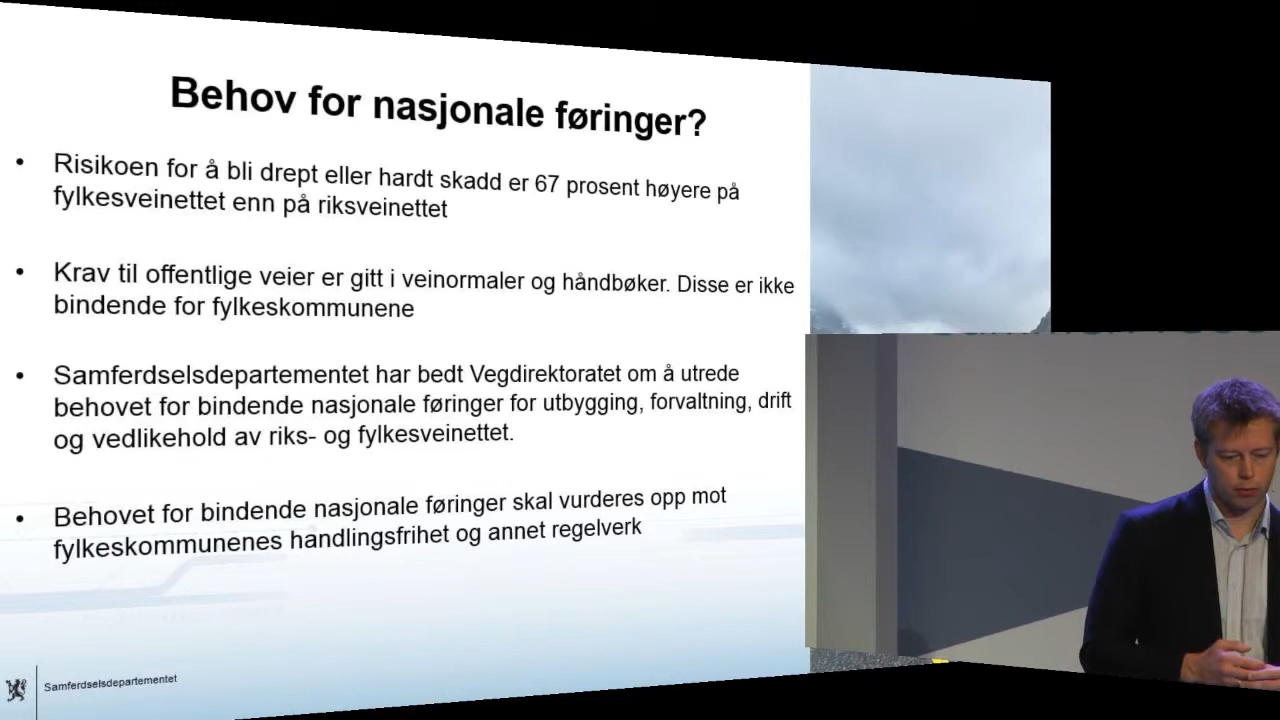 Behov for nasjonale føringer?
• Risikoen for å bli drept eller hardt skadd er 67 prosent høyere på
fylkesveinettet enn på riksveinettet
• Krav til offentlige veier er gitt i veinormaler og håndbøker. Disse er ikke
bindende for fylkeskommunene
• Samferdselsdepartementet har bedt Vegdirektoratet om å utrede
behovet for bindende nasjonale føringer for utbygging, forvaltning, drift
og vedlikehold av riks- og fylkesveinettet.
• Behovet for bindende nasjonale føringer skal vurderes opp mot
fylkeskommunenes handlingsfrihet og annet regelverk
Samferdselsdepartementet